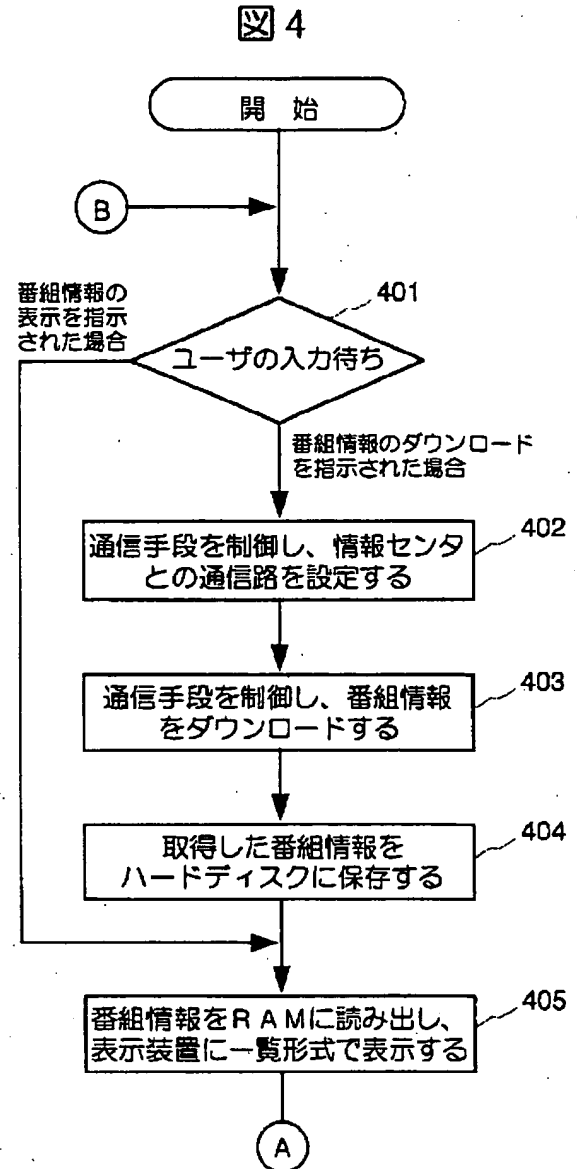 図4
開 始
B
番組情報の
表示を指示
された場合
401
ユーザの入力待ち
番組情報のダウンロード
を指示された場合
402
通信手段を制御し、情報センタ
との通信路を設定する
403
通信手段を制御し、番組情報
をダウンロードする
404
取得した番組情報を
ハードディスクに保存する
405
番組情報をRAMに読み出し、
表示装置に一覧形式で表示する
A